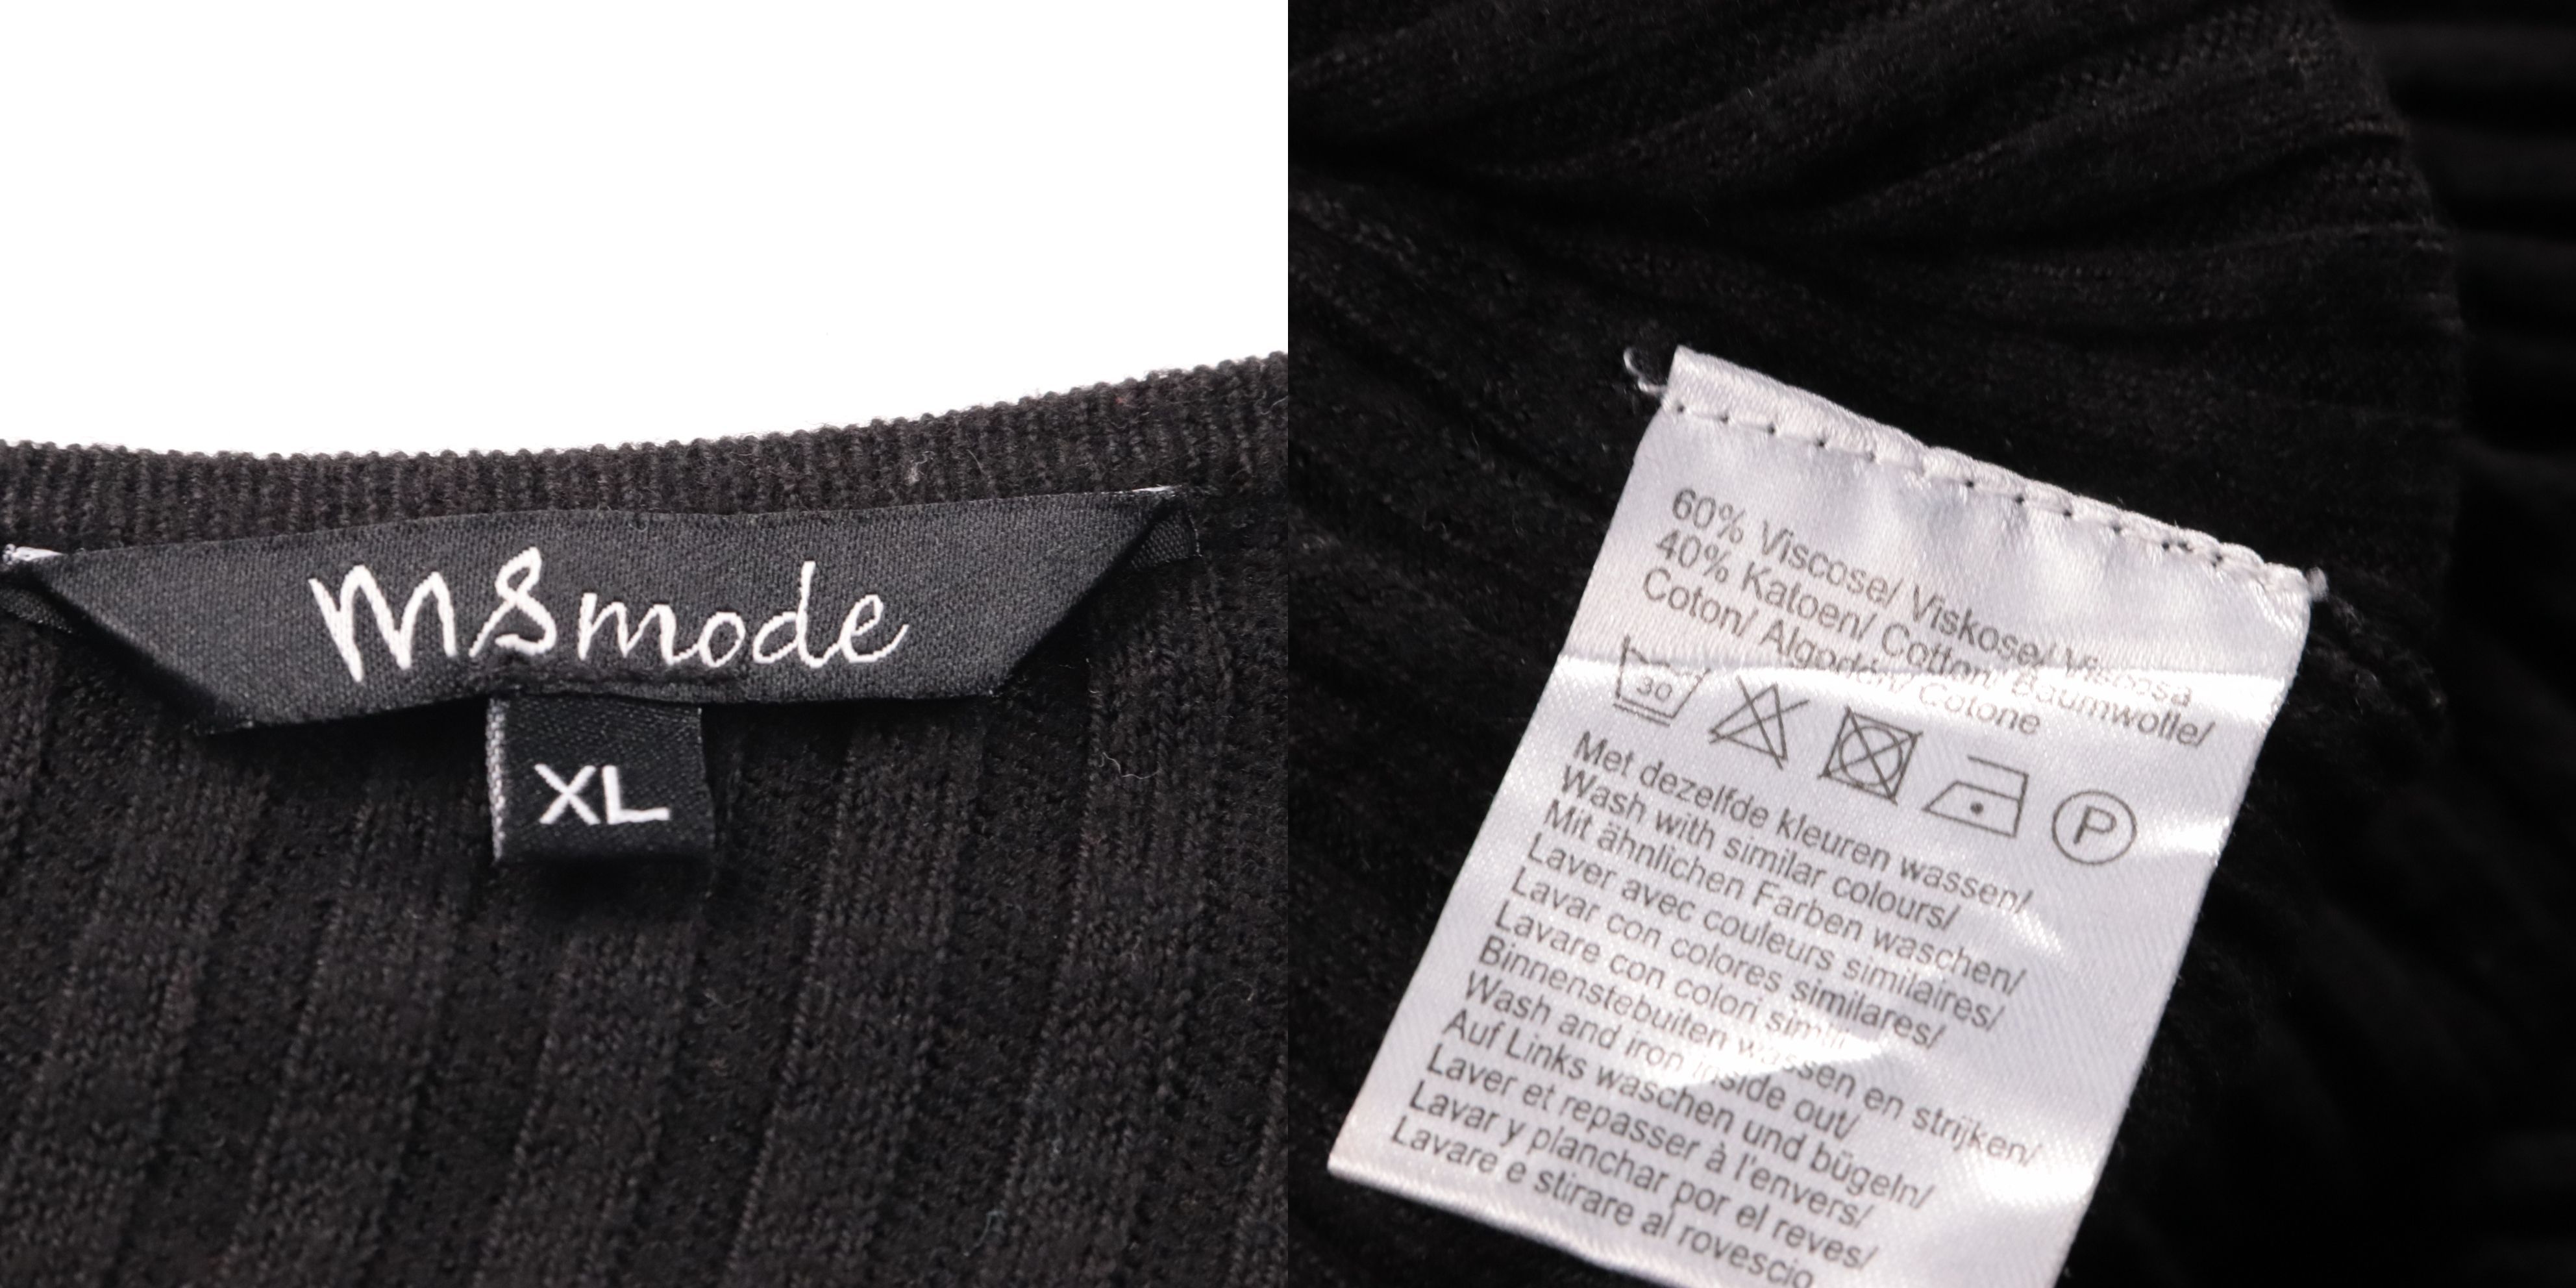 MSmode
XL
60% Viscose/ Viskose/ Viscosa
40% Katoen/ Cotton/ Baumwolle/
Coton/ Algodón/ Cotone
30
P
Met dezelfde kleuren wassen/
Wash with similar colours/
Mit ähnlichen Farben waschen/
Laver avec couleurs similaires/
Lavar con colores similares/
Lavare con colori simili/
Binnenstebuiten wassen en strijken/
Wash and iron inside out/
Auf Links waschen und bügeln/
Laver et repasser à l'envers/
Lavar y planchar por el reves/
Lavare e stirare al rovescio